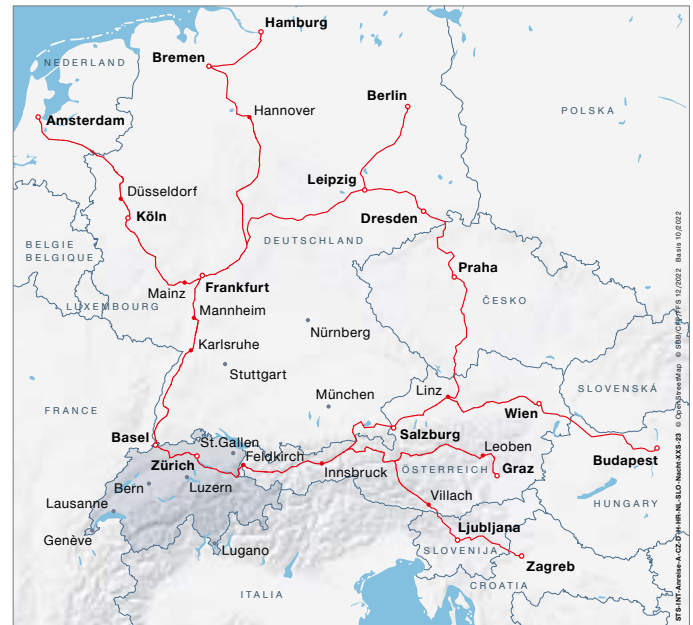 Hamburg
NEDERLAND
Bremen
Berlin
Hannover
POLSKA
Amsterdam
Düsseldorf
Leipzig
Köln
Dresden
BELGIE
BELGIQUE
DEUTSCHLAND
Praha
Frankfurt
Mainz
ČESKO
LUXEMBOURG
Mannheim
Nürnberg
Karlsruhe
Stuttgart
SLOVENSKÁ
München
Linz
FRANCE
Wien
Basel
Salzburg
St.Gallen
Leoben
Zürich
Feldkirch
Budapest
Innsbruck
ÖSTERREICH
Graz
Bern
Luzern
Lausanne
Villach
HUNGARY
Genève
Ljubljana
Lugano
SLOVENIJA
Zagreb
CROATIA
ITALIA
STS-INT-Anreise-A-CZ-D-H-HR-NL-SLO-Nacht-XXS-23 © OpenStreetMap © SBB/CFF/FFS 12/2022 Basis 10/2022